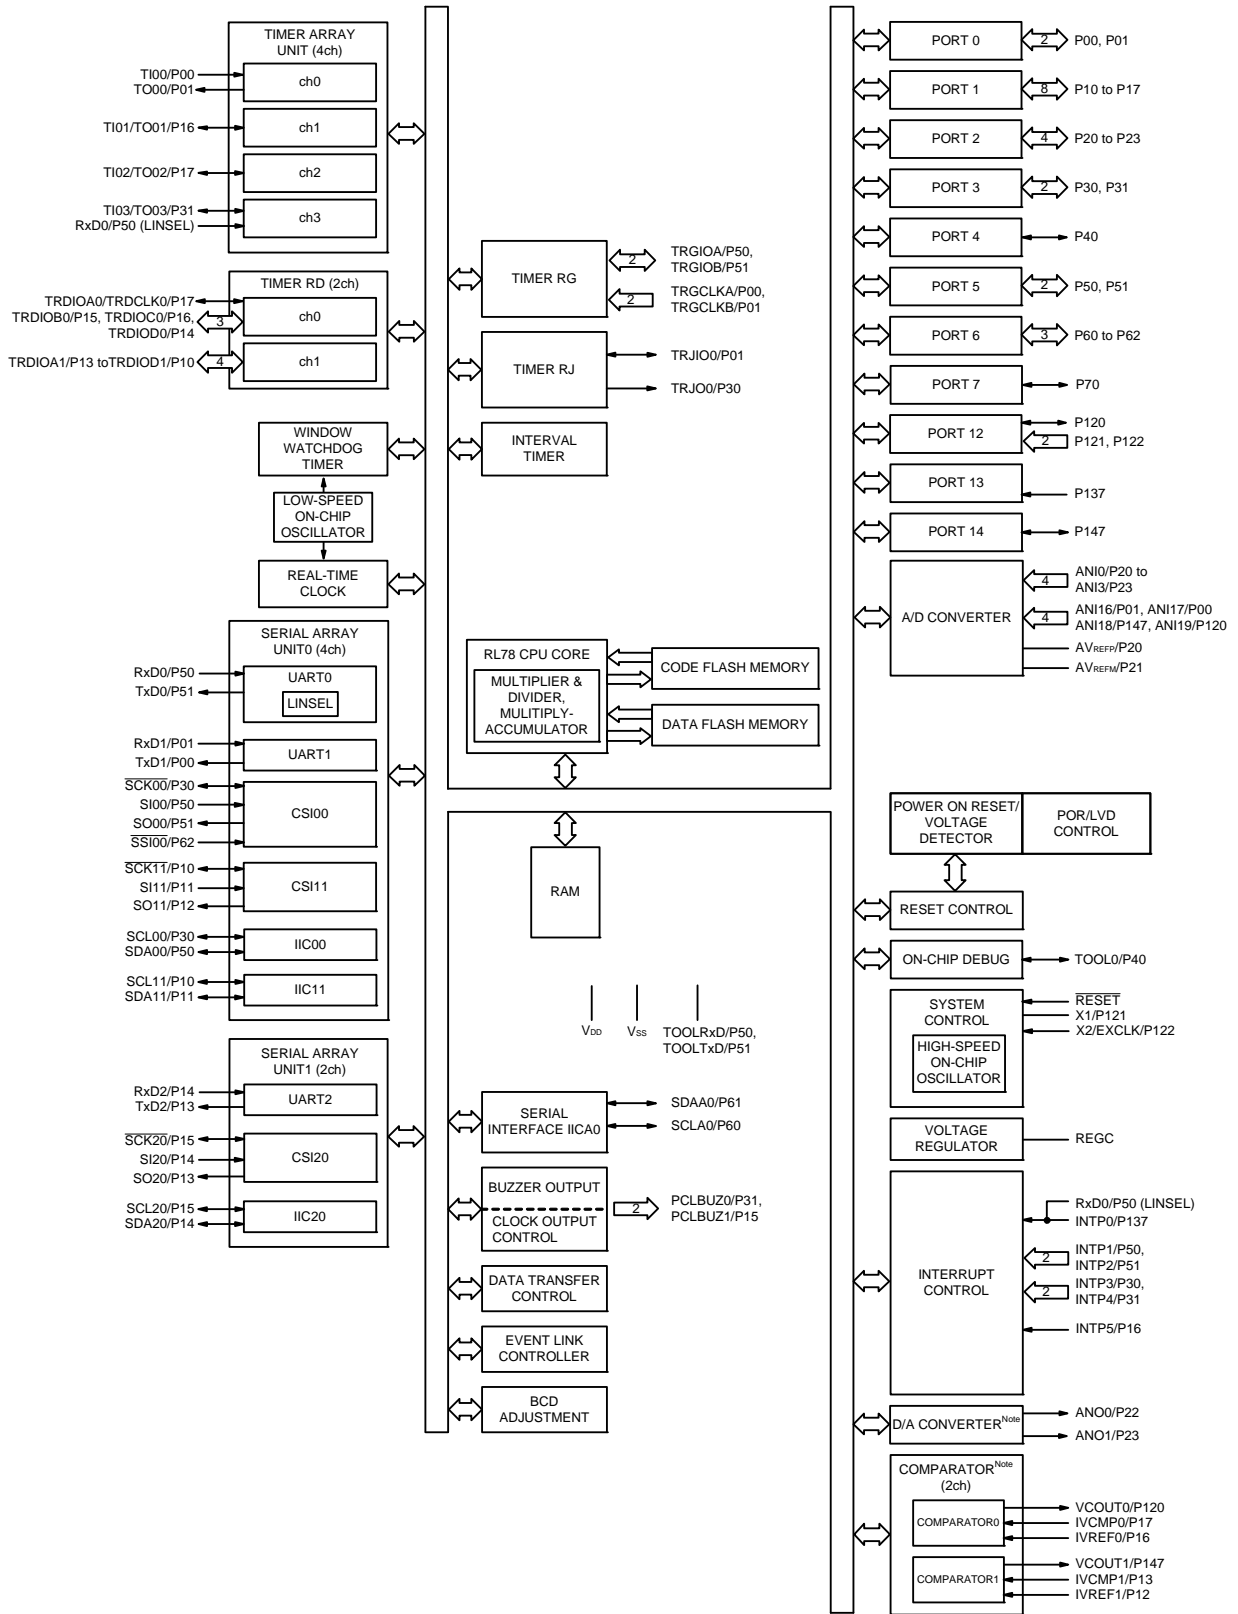 TIMER ARRAY
UNIT (4ch)
TI00/P00
TO00/P01
ch0
TI01/TO01/P16
ch1
TI02/TO02/P17
ch2
TI03/TO03/P31
RxD0/P50 (LINSEL)
ch3
TIMER RD (2ch)
TRDIOA0/TRDCLK0/P17
TRDIOB0/P15, TRDIOC0/P16,
TRDIOD0/P14
3
ch0
TRDIOA1/P13 toTRDIOD1/P10
4
ch1
WINDOW
WATCHDOG
TIMER
LOW-SPEED
ON-CHIP
OSCILLATOR
REAL-TIME
CLOCK
SERIAL ARRAY
UNIT0 (4ch)
RxD0/P50
TxD0/P51
UART0
LINSEL
RxD1/P01
TxD1/P00
UART1
SCK00/P30
SI00/P50
SO00/P51
SSI00/P62
CSI00
SCK11/P10
SI11/P11
SO11/P12
CSI11
SCL00/P30
SDA00/P50
IIC00
SCL11/P10
SDA11/P11
IIC11
SERIAL ARRAY
UNIT1 (2ch)
RxD2/P14
TxD2/P13
UART2
SCK20/P15
SI20/P14
SO20/P13
CSI20
SCL20/P15
SDA20/P14
IIC20
TIMER RG
2
TRGIOA/P50,
TRGIOB/P51
2
TRGCLKA/P00,
TRGCLKB/P01
TIMER RJ
TRJIO0/P01
TRJO0/P30
INTERVAL
TIMER
RL78 CPU CORE
MULTIPLIER &
DIVIDER,
MULITIPLY-
ACCUMULATOR
CODE FLASH MEMORY
DATA FLASH MEMORY
RAM
VDD
VSS
TOOLRxD/P50,
TOOLTxD/P51
SERIAL
INTERFACE IICA0
SDAA0/P61
SCLA0/P60
BUZZER OUTPUT
CLOCK OUTPUT
CONTROL
2
PCLBUZ0/P31,
PCLBUZ1/P15
DATA TRANSFER
CONTROL
EVENT LINK
CONTROLLER
BCD
ADJUSTMENT
PORT 0
2
P00, P01
PORT 1
8
P10 to P17
PORT 2
4
P20 to P23
PORT 3
2
P30, P31
PORT 4
P40
PORT 5
2
P50, P51
PORT 6
3
P60 to P62
PORT 7
P70
PORT 12
P120
2
P121, P122
PORT 13
P137
PORT 14
P147
A/D CONVERTER
4
ANI0/P20 to
ANI3/P23
4
ANI16/P01, ANI17/P00
ANI18/P147, ANI19/P120
AVREFP/P20
AVREFM/P21
POWER ON RESET/
VOLTAGE
DETECTOR
POR/LVD
CONTROL
RESET CONTROL
ON-CHIP DEBUG
TOOL0/P40
SYSTEM
CONTROL
HIGH-SPEED
ON-CHIP
OSCILLATOR
RESET
X1/P121
X2/EXCLK/P122
VOLTAGE
REGULATOR
REGC
INTERRUPT
CONTROL
RxD0/P50 (LINSEL)
INTP0/P137
2
INTP1/P50,
INTP2/P51
2
INTP3/P30,
INTP4/P31
INTP5/P16
D/A CONVERTERNote
ANO0/P22
ANO1/P23
COMPARATORNote
(2ch)
COMPARATOR0
VCOUT0/P120
IVCMP0/P17
IVREF0/P16
COMPARATOR1
VCOUT1/P147
IVCMP1/P13
IVREF1/P12